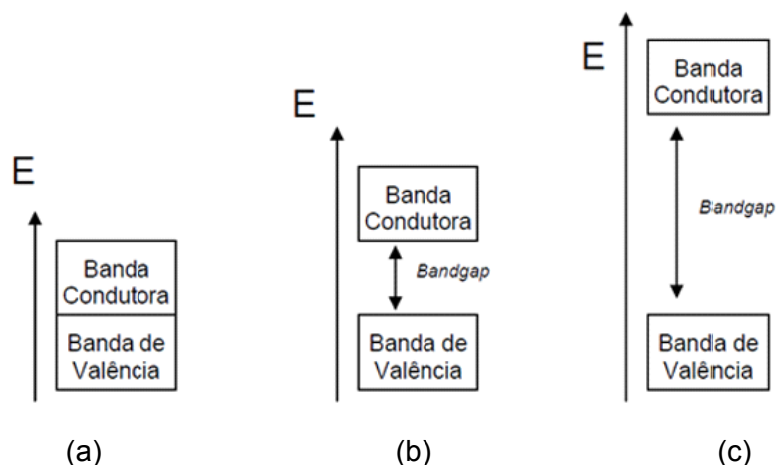 E
Banda
Condutora
Banda de
Valência
(a)
E
Banda
Condutora
Bandgap
Banda de
Valência
(b)
E
Banda
Condutora
Bandgap
Banda de
Valência
(c)